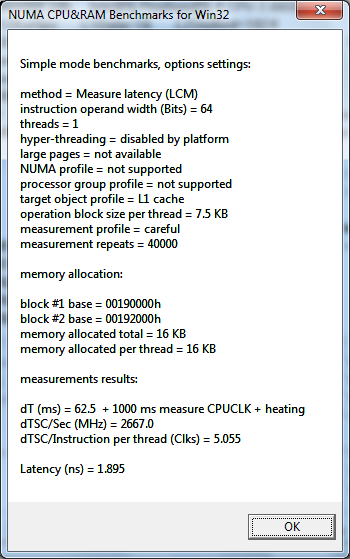 NUMA CPU&RAM Benchmarks for Win32
Simple mode benchmarks, options settings:
method = Measure latency (LCM)
instruction operand width (Bits) = 64
threads = 1
hyper-threading = disabled by platform
large pages = not available
NUMA profile = not supported
processor group profile = not supported
target object profile = L1 cache
operation block size per thread = 7.5 KB
measurement profile = careful
measurement repeats = 40000
memory allocation:
block #1 base = 00190000h
block #2 base = 00192000h
memory allocated total = 16 KB
memory allocated per thread = 16 KB
measurements results:
dT (ms) = 62.5  + 1000 ms measure CPUCLK + heating
dTSC/Sec (MHz) = 2667.0
dTSC/Instruction per thread (Clks) = 5.055
Latency (ns) = 1.895
OK